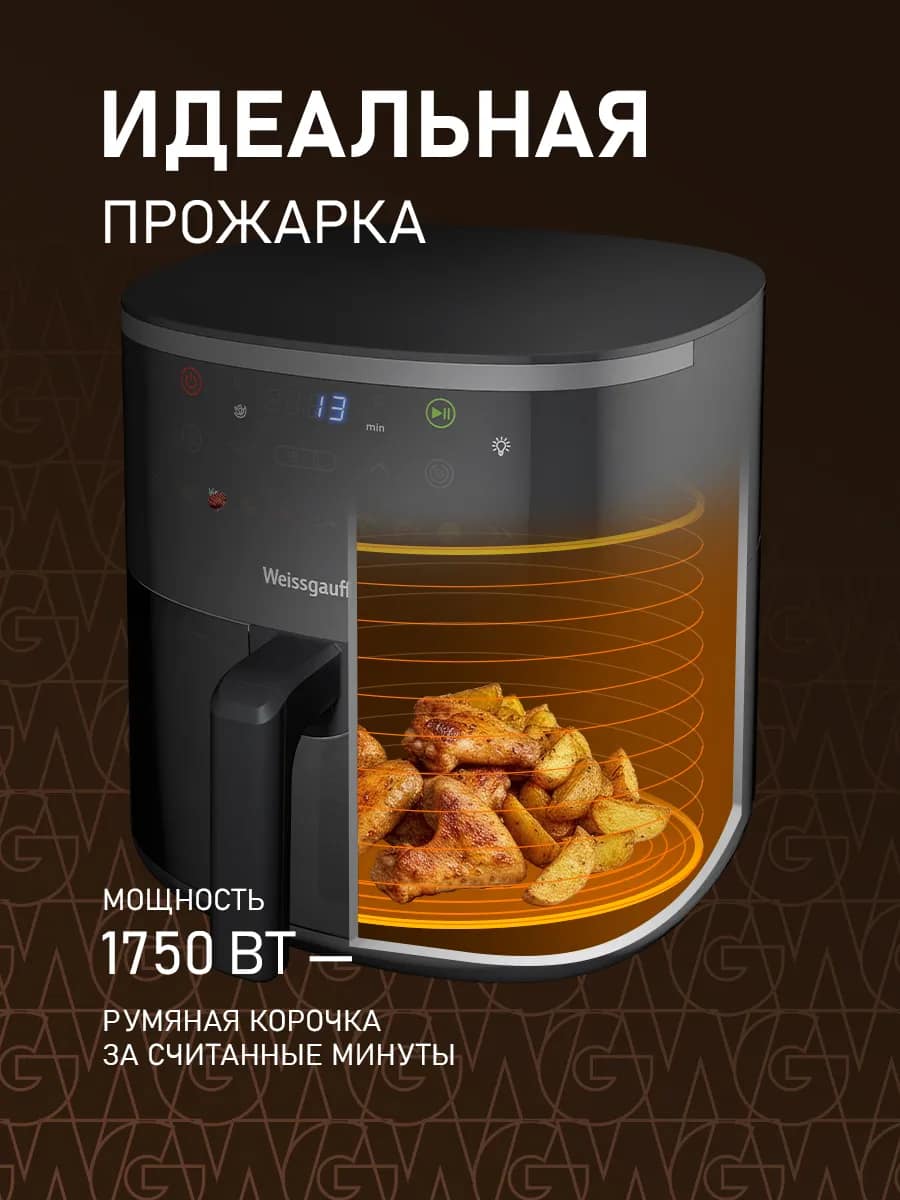 ИДЕАЛЬНАЯ
ПРОЖАРКА
13
min
Weissgauff
МОЩНОСТЬ
1750 ВТ —
РУМЯНАЯ КОРОЧКА
ЗА СЧИТАННЫЕ МИНУТЫ